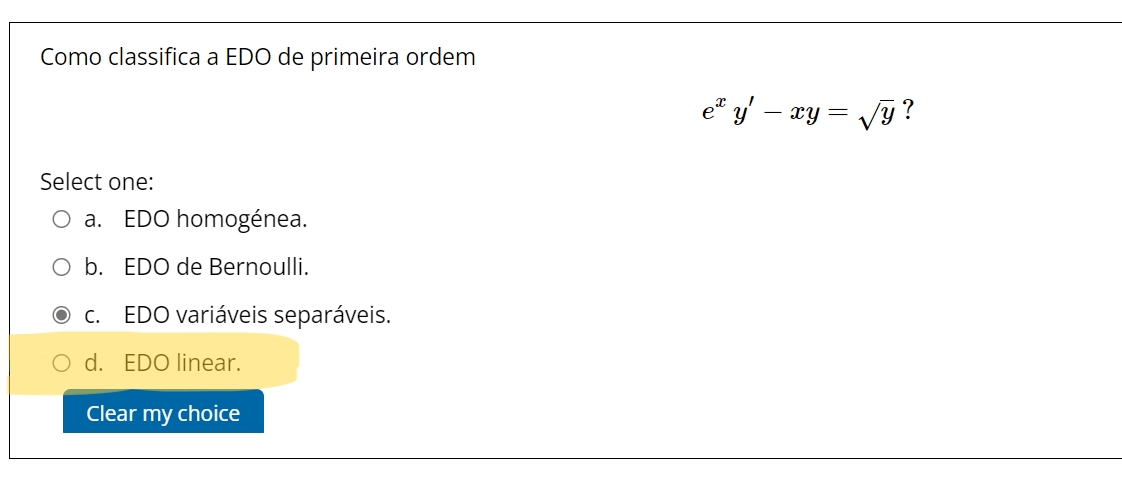 Como classifica a EDO de primeira ordem
eˣ y′ − xy = √y ?
Select one:
a. EDO homogénea.
b. EDO de Bernoulli.
c. EDO variáveis separáveis.
d. EDO linear.
Clear my choice